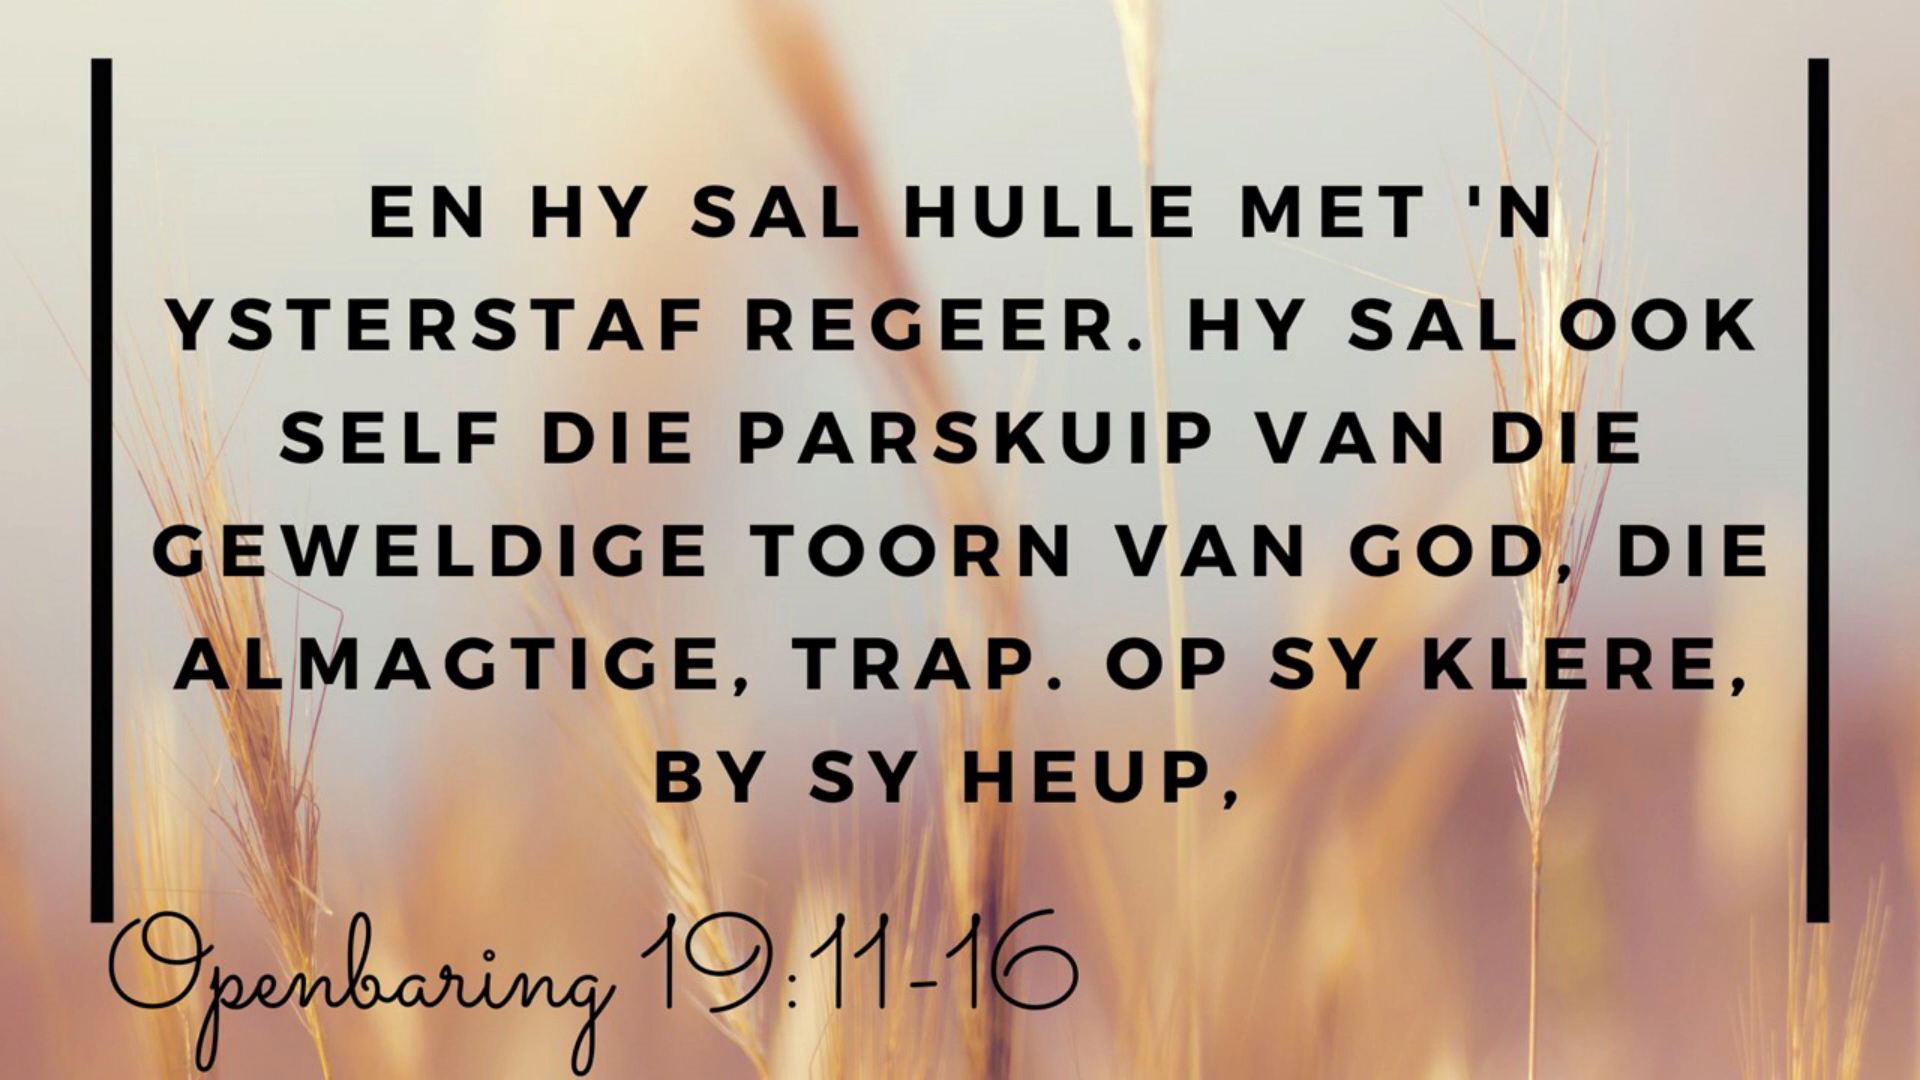 EN HY SAL HULLE MET 'N
YSTERSTAF REGEER. HY SAL OOK
SELF DIE PARSKUIP VAN DIE
GEWELDIGE TOORN VAN GOD, DIE
ALMAGTIGE, TRAP. OP SY KLERE,
BY SY HEUP,
Openbaring 19:11-16